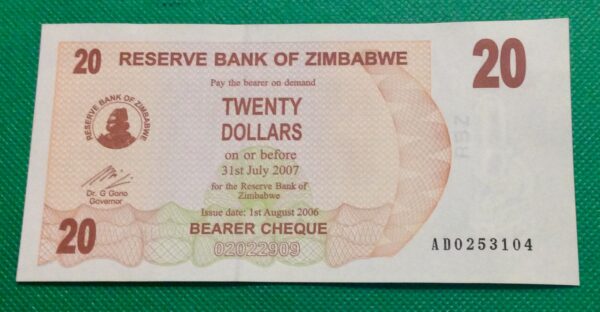 20 RESERVE BANK OF ZIMBABWE 20
Pay the bearer on demand
TWENTY
DOLLARS
RESERVE BANK OF ZIMBABWE
on or before
31st July 2007
for the Reserve Bank of
Zimbabwe
Dr. G Gono
Governor
Issue date: 1st August 2006
20 BEARER CHEQUE
02022909
AD0253104
RBZ